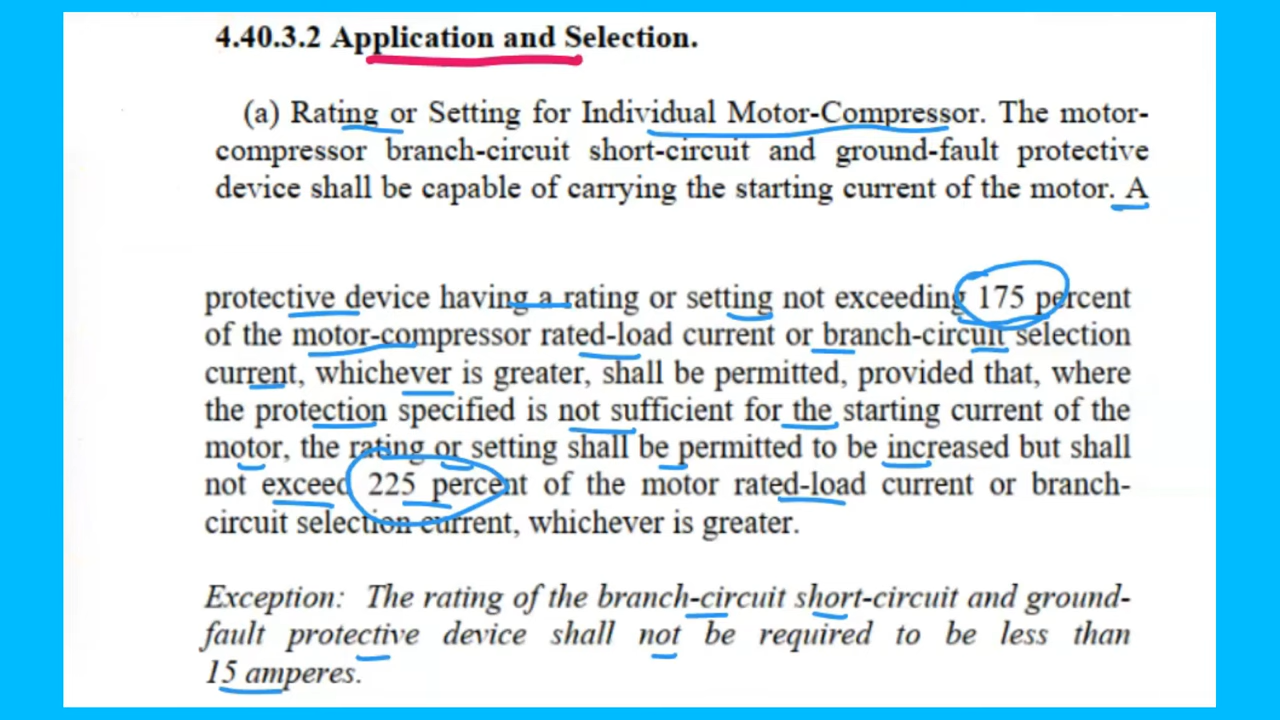 4.40.3.2 Application and Selection.
(a) Rating or Setting for Individual Motor-Compressor. The motor-
compressor branch-circuit short-circuit and ground-fault protective
device shall be capable of carrying the starting current of the motor. A
protective device having a rating or setting not exceeding 175 percent
of the motor-compressor rated-load current or branch-circuit selection
current, whichever is greater, shall be permitted, provided that, where
the protection specified is not sufficient for the starting current of the
motor, the rating or setting shall be permitted to be increased but shall
not exceed 225 percent of the motor rated-load current or branch-
circuit selection current, whichever is greater.
Exception: The rating of the branch-circuit short-circuit and ground-
fault protective device shall not be required to be less than
15 amperes.